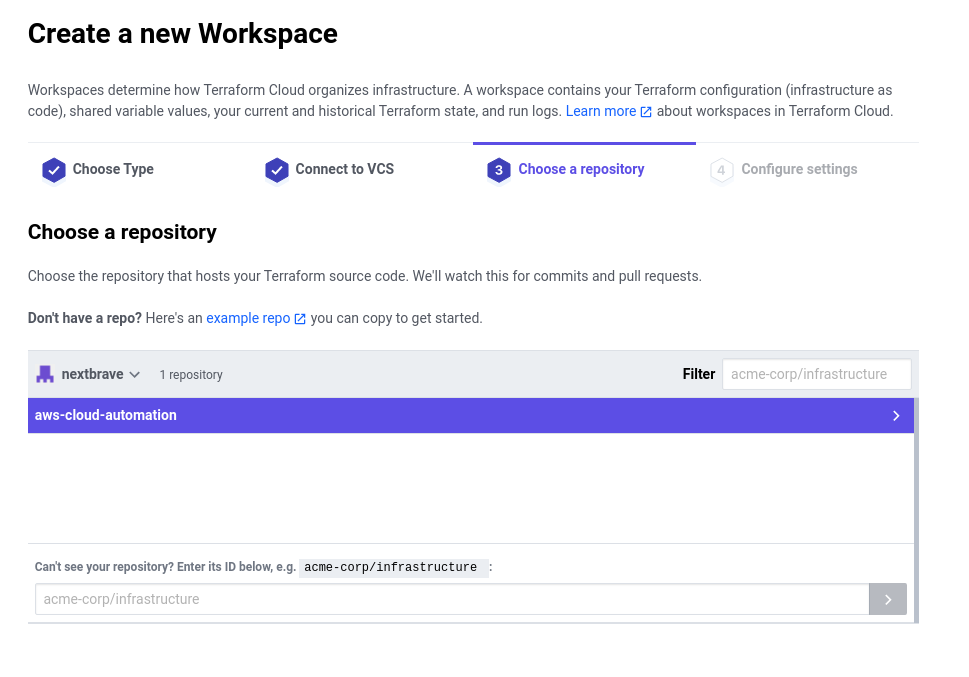 Create a new Workspace
Workspaces determine how Terraform Cloud organizes infrastructure. A workspace contains your Terraform configuration (infrastructure as
code), shared variable values, your current and historical Terraform state, and run logs. Learn more about workspaces in Terraform Cloud.
Choose Type
Connect to VCS
3 Choose a repository
4 Configure settings
Choose a repository
Choose the repository that hosts your Terraform source code. We'll watch this for commits and pull requests.
Don't have a repo? Here's an example repo you can copy to get started.
nextbrave 1 repository Filter acme-corp/infrastructure
aws-cloud-automation
Can't see your repository? Enter its ID below, e.g. acme-corp/infrastructure :
acme-corp/infrastructure